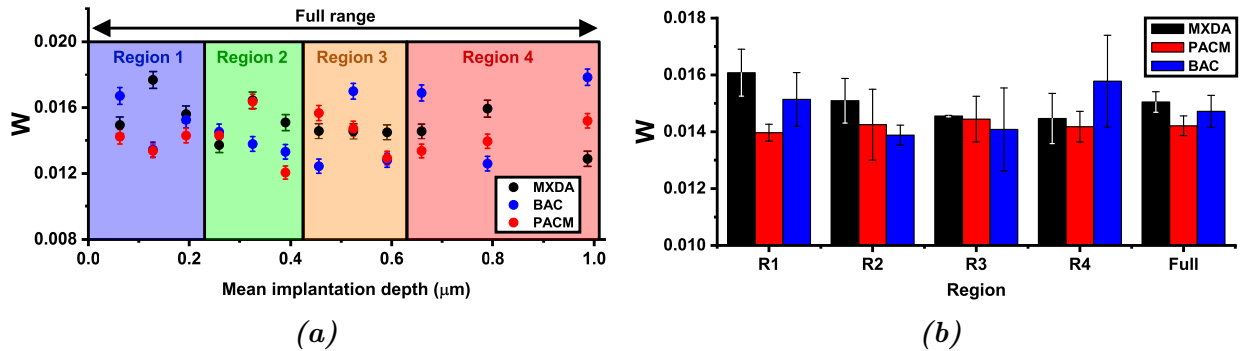 Full range
Region 1
Region 2
Region 3
Region 4
0.020
0.016
0.012
0.008
W
MXDA
BAC
PACM
0.0
0.2
0.4
0.6
0.8
1.0
Mean implantation depth (μm)
(a)
0.018
0.016
0.014
0.012
0.010
W
MXDA
PACM
BAC
R1
R2
R3
R4
Full
Region
(b)